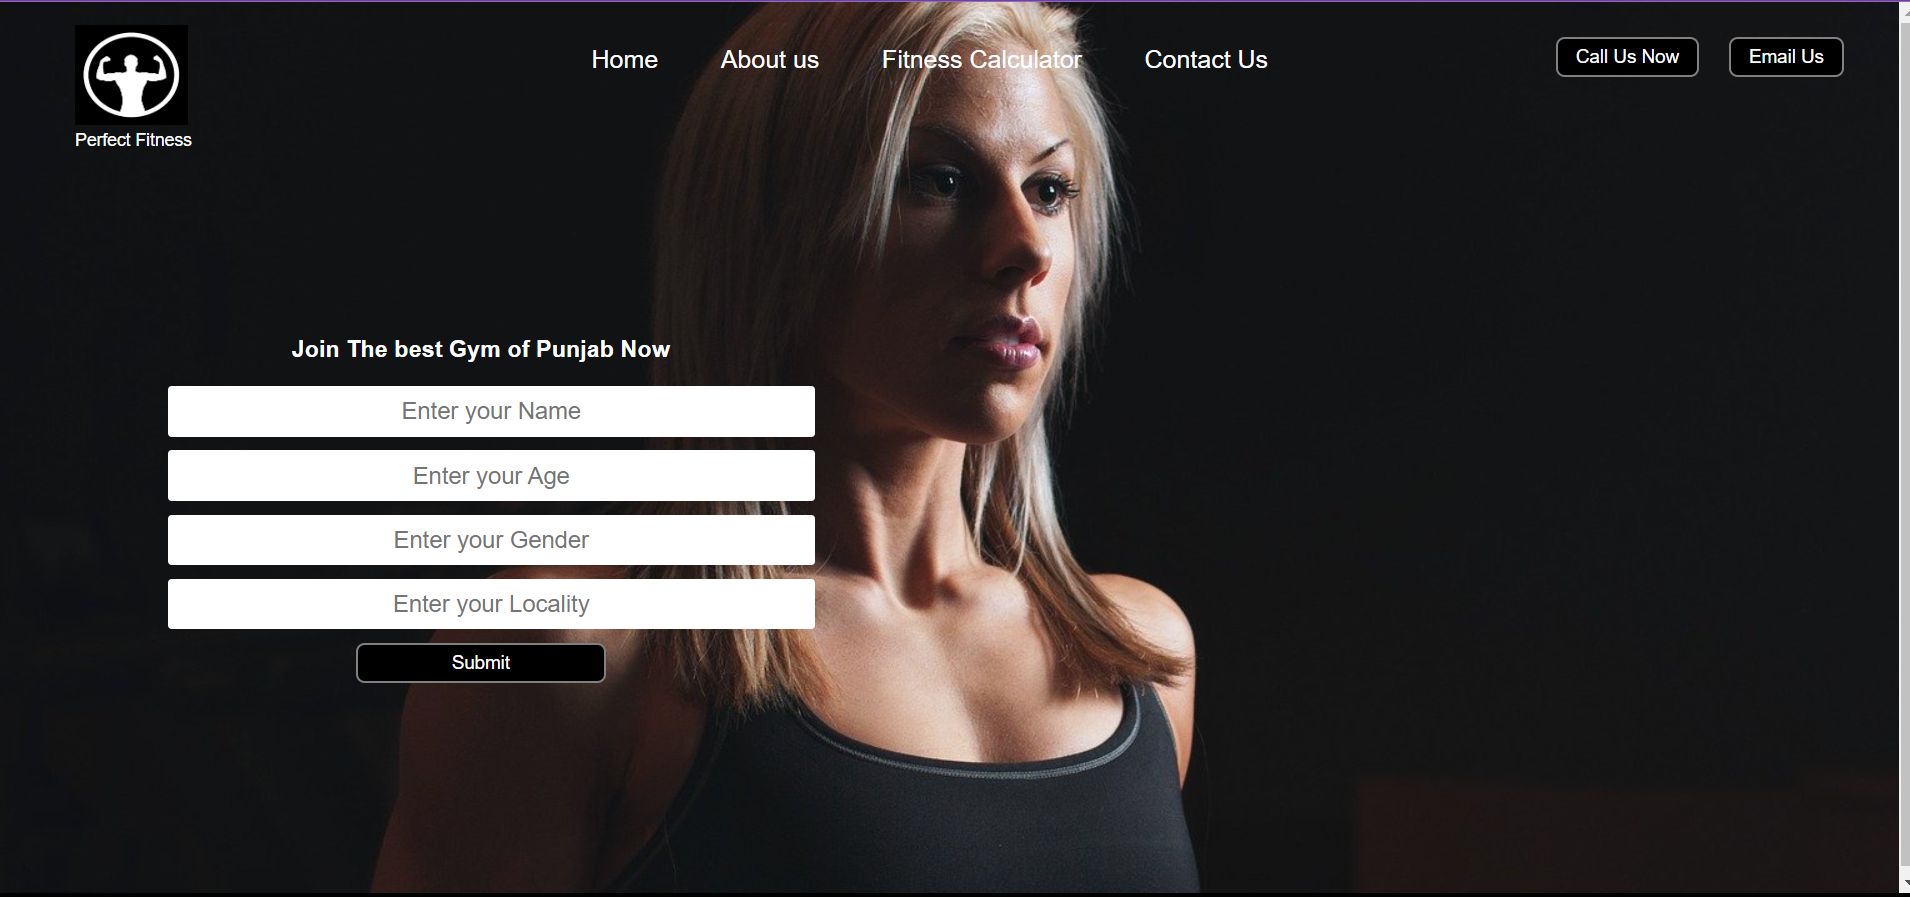 Home
About us
Fitness Calculator
Contact Us
Call Us Now
Email Us
Perfect Fitness
Join The best Gym of Punjab Now
Enter your Name
Enter your Age
Enter your Gender
Enter your Locality
Submit